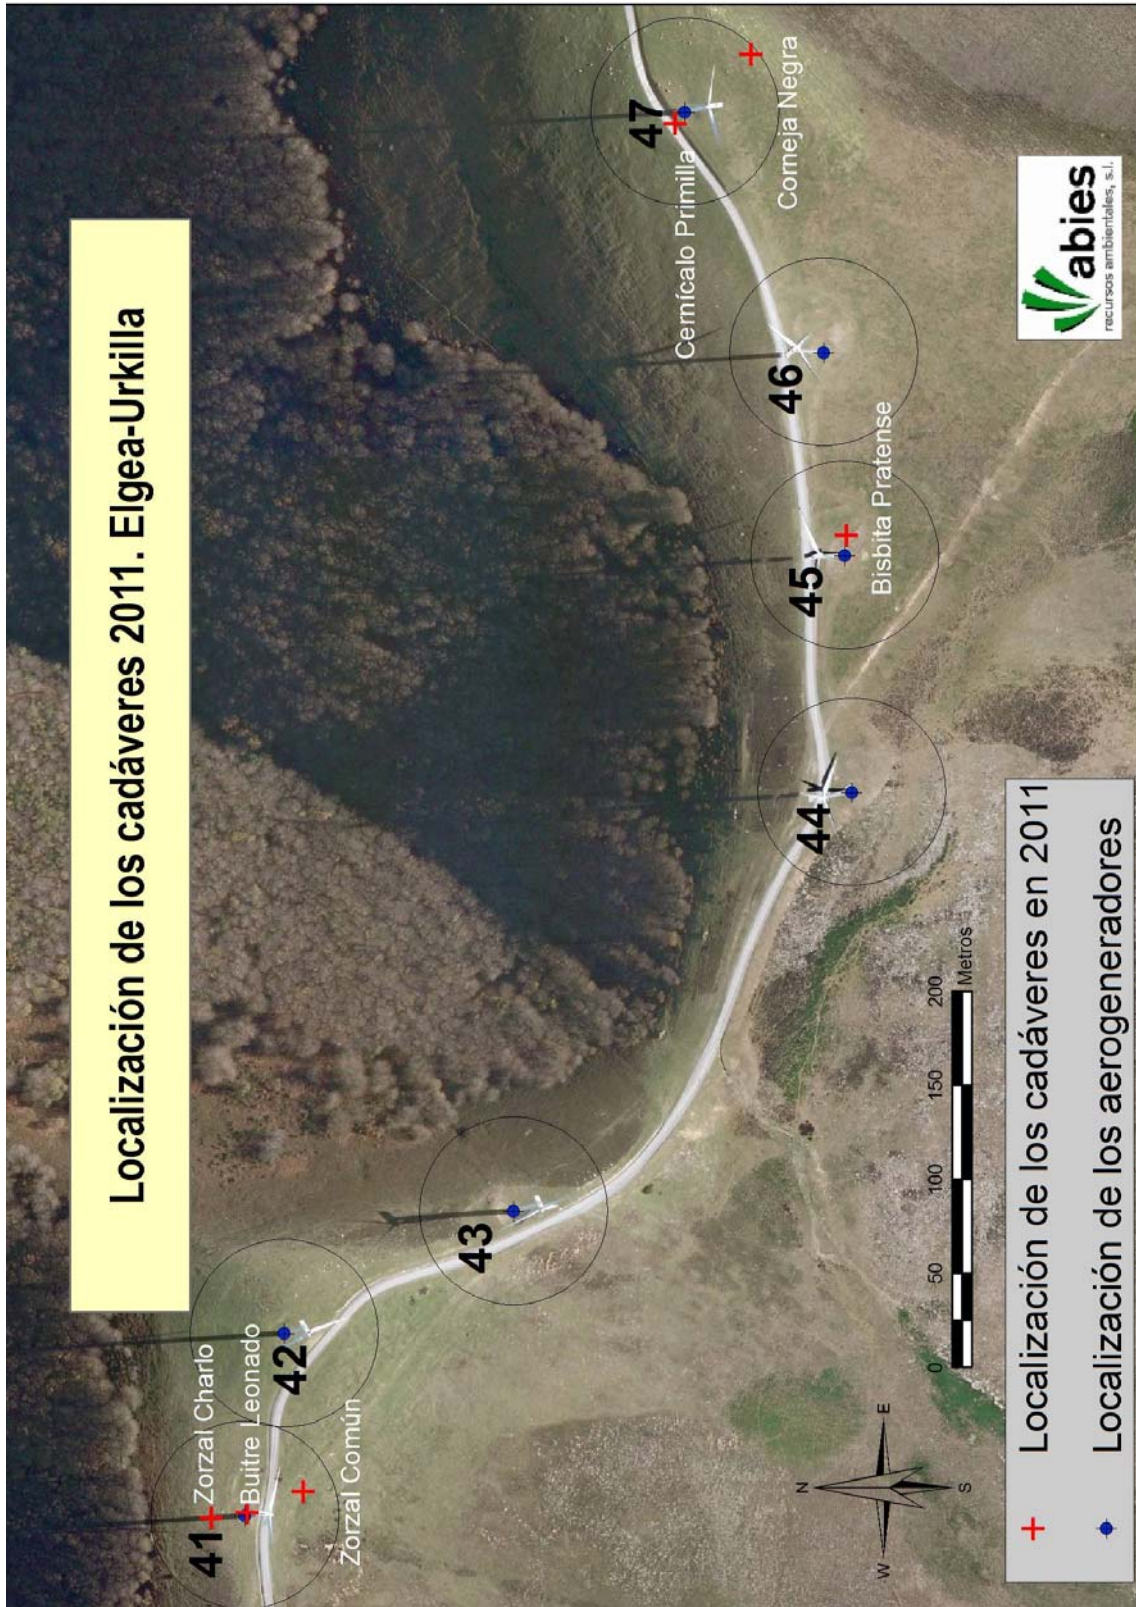 Localización de los cadáveres 2011. Elgea-Urkilla
41
Zorzal Charlo
Buitre Leonado
Zorzal Común
42
43
44
45
Bisbita Pratense
46
47
Cernícalo Primilla
Corneja Negra
N
W
E
S
0 50 100 150 200
Metros
Localización de los cadáveres en 2011
Localización de los aerogeneradores
abies
recursos ambientales, s.l.